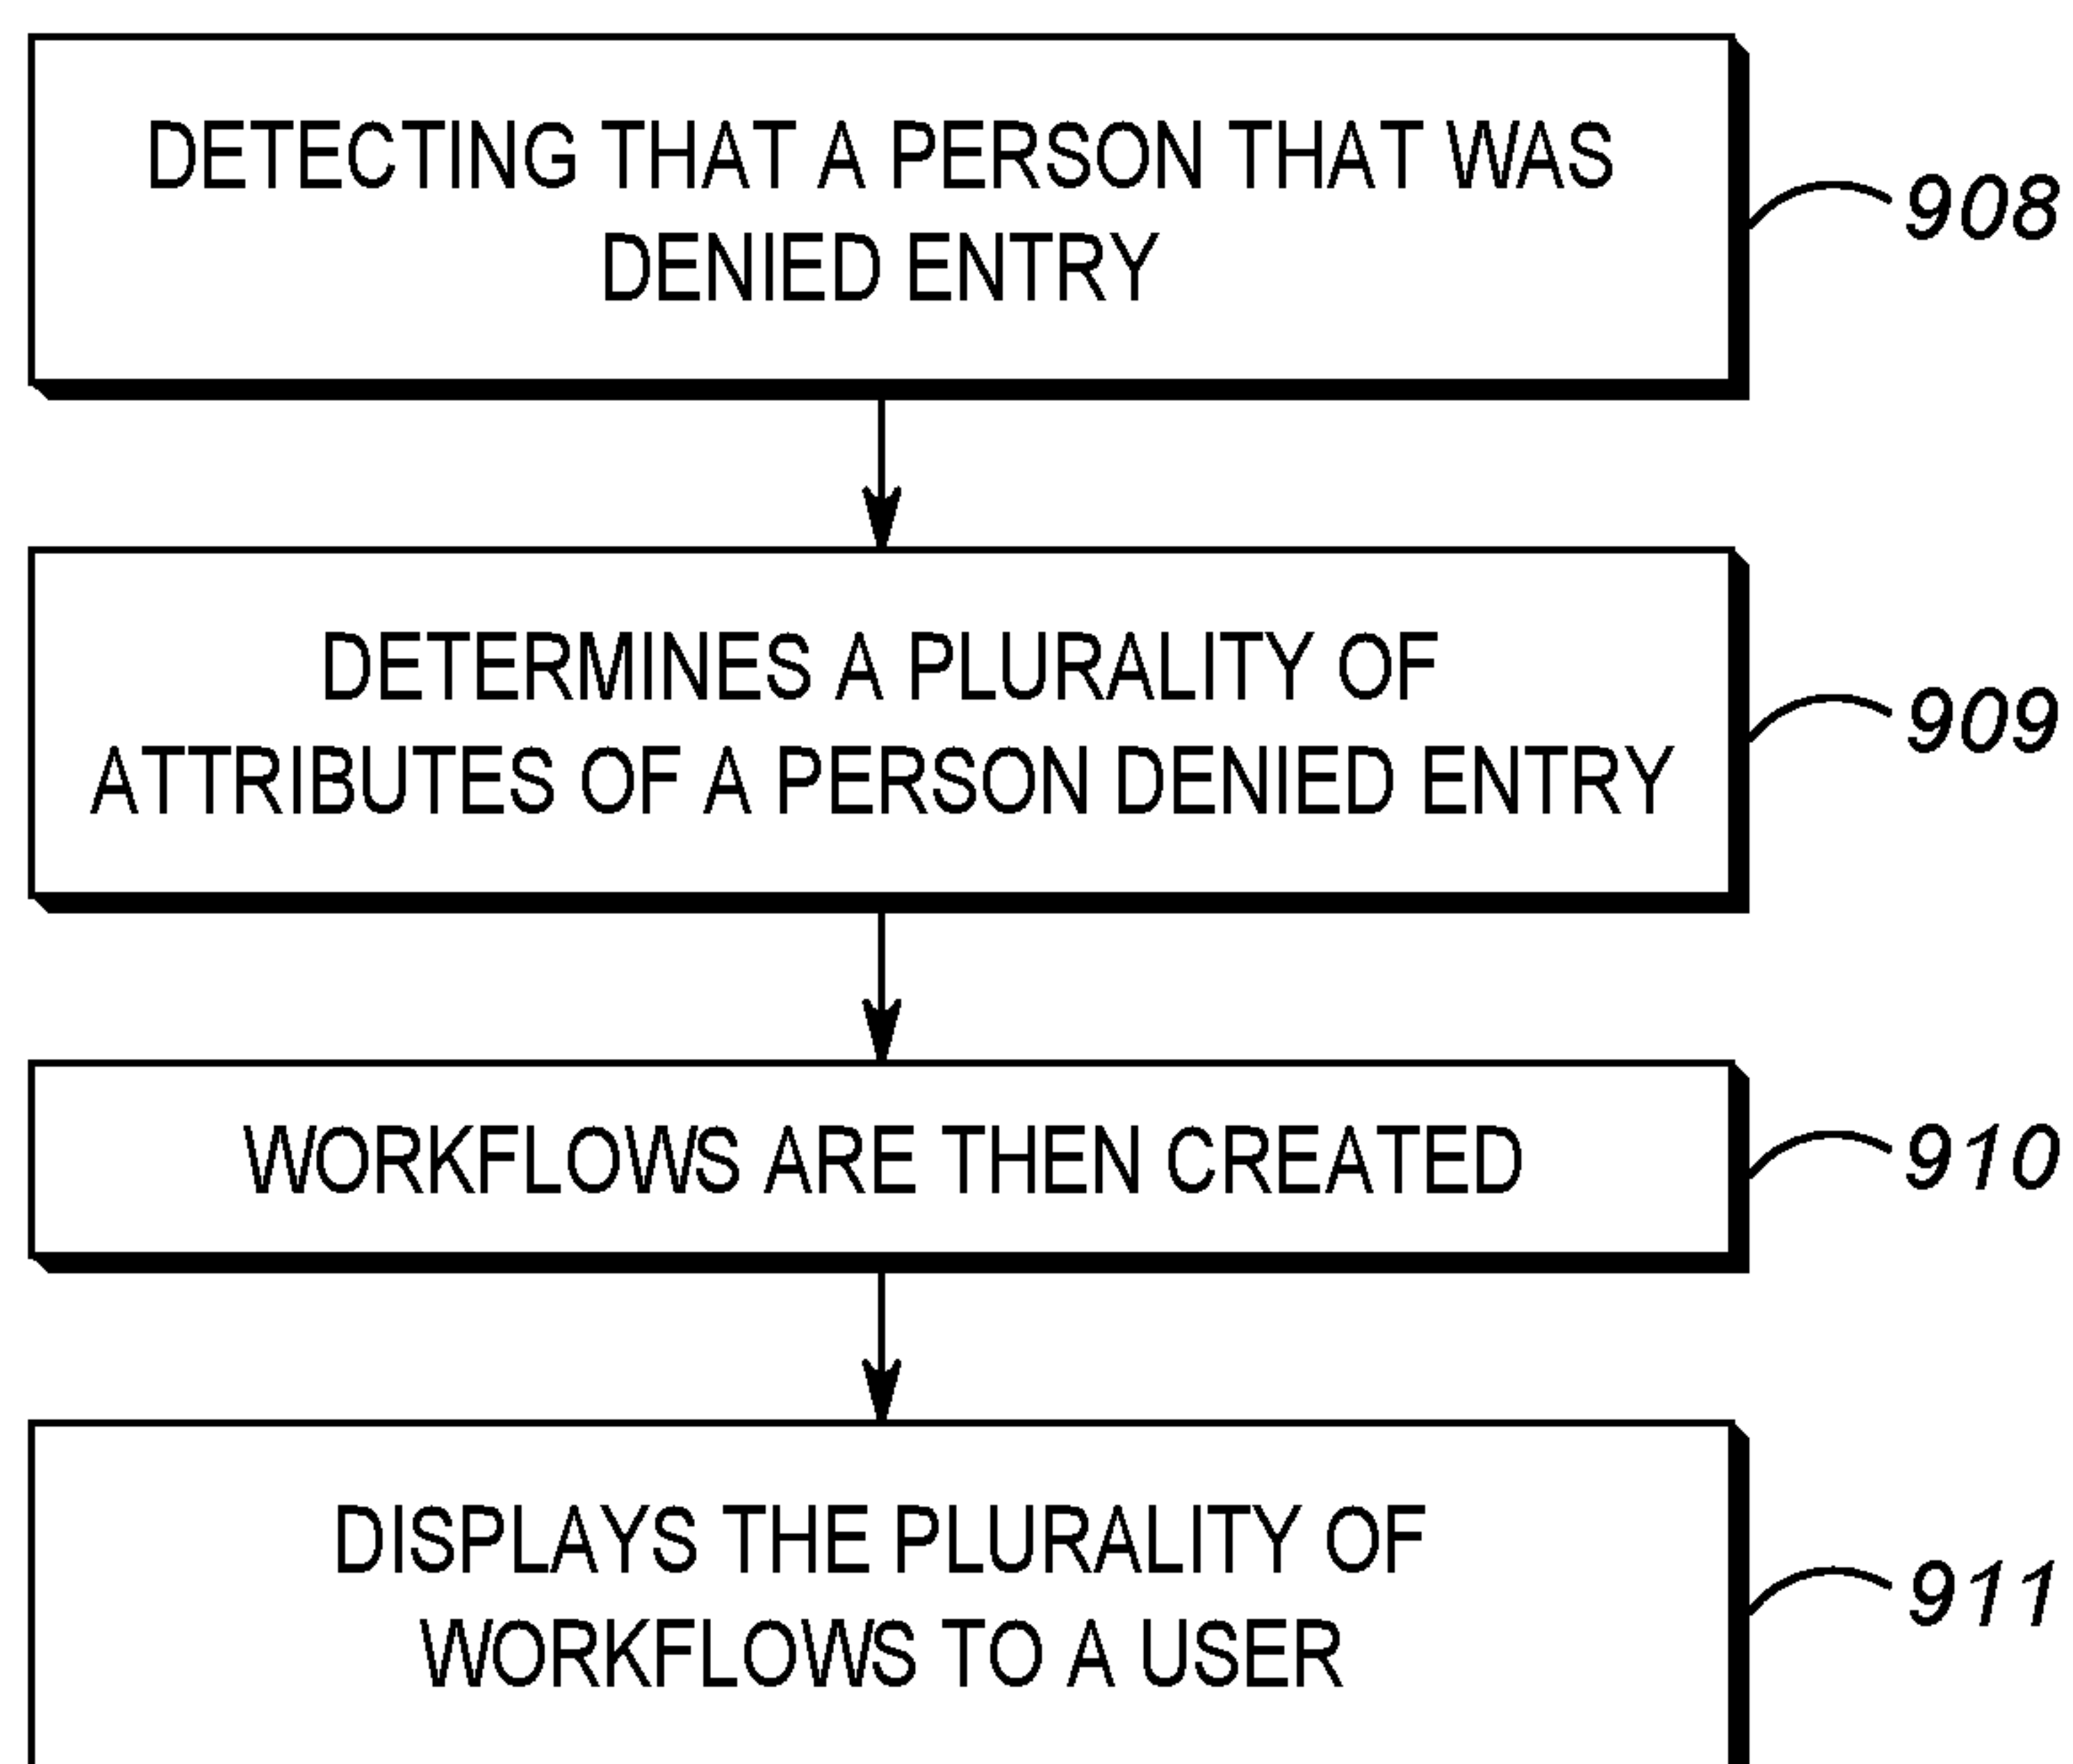 DETECTING THAT A PERSON THAT WAS
DENIED ENTRY
908
DETERMINES A PLURALITY OF
ATTRIBUTES OF A PERSON DENIED ENTRY
909
WORKFLOWS ARE THEN CREATED
910
DISPLAYS THE PLURALITY OF
WORKFLOWS TO A USER
911